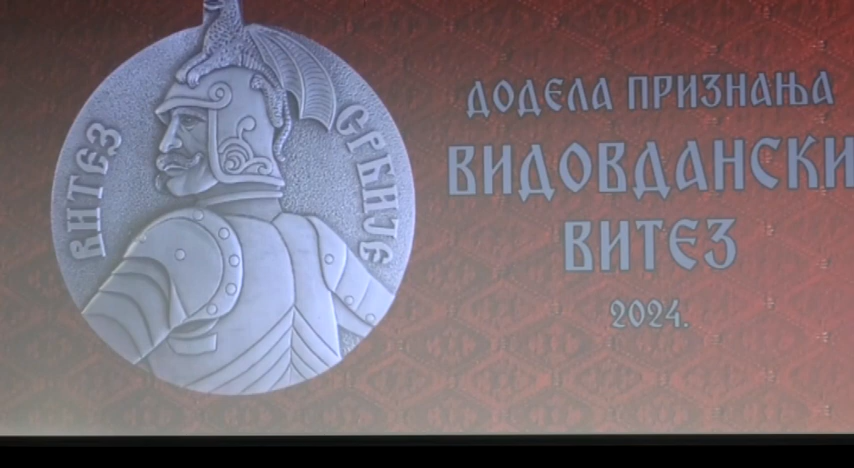 ВИТЕЗ
СРБИЈЕ
ДОДЕЛА ПРИЗНАЊА
ВИДОВДАНСКИ
ВИТЕЗ
2024.